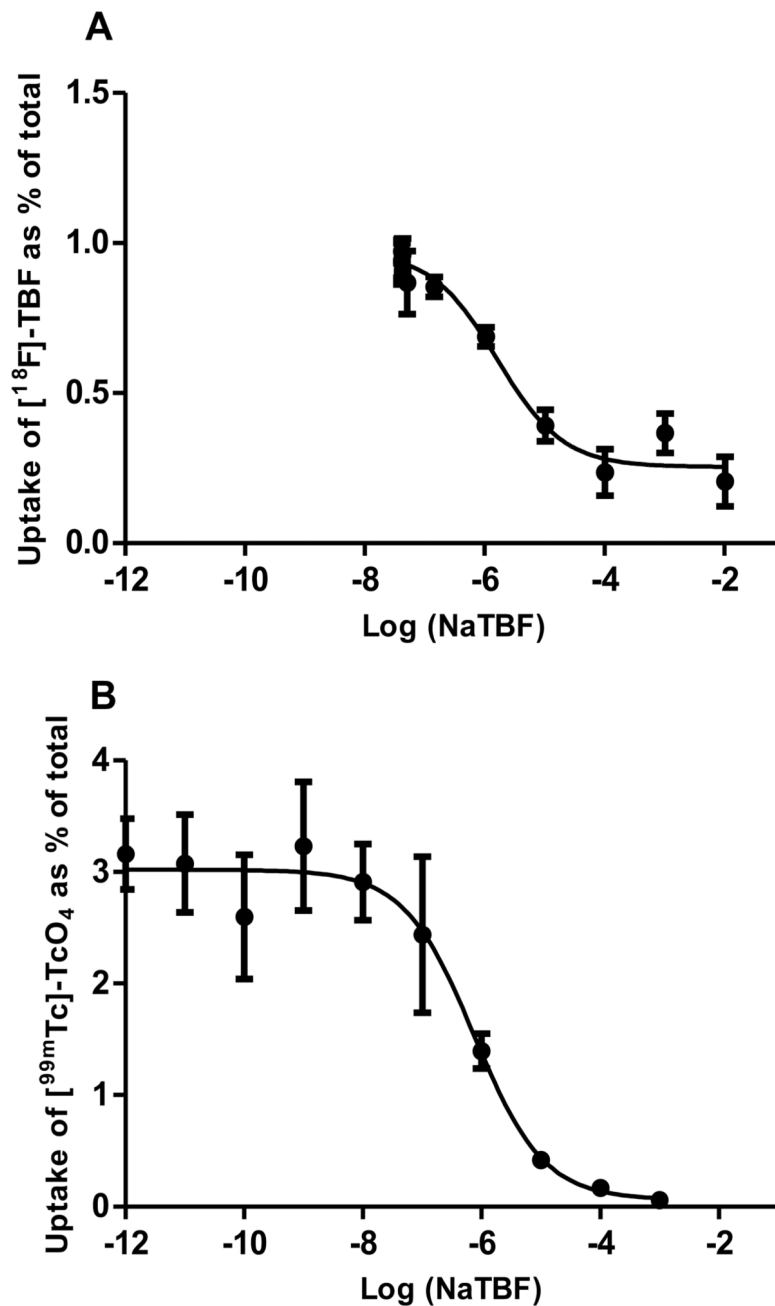 A
Uptake of [¹⁸F]-TBF as % of total
1.5
1.0
0.5
0.0
-12 -10 -8 -6 -4 -2
Log (NaTBF)
B
Uptake of [⁹⁹ᵐTc]-TcO₄ as % of total
4
3
2
1
0
-12 -10 -8 -6 -4 -2
Log (NaTBF)